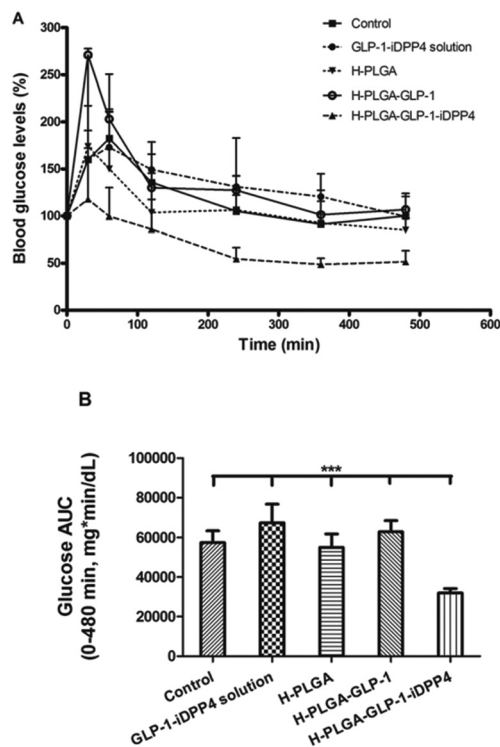 A
Control
GLP-1-iDPP4 solution
H-PLGA
H-PLGA-GLP-1
H-PLGA-GLP-1-iDPP4
Blood glucose levels (%)
300
250
200
150
100
50
0
0
100
200
300
400
500
600
Time (min)
B
Glucose AUC
(0-480 min, mg*min/dL)
100000
80000
60000
40000
20000
0
***
Control
GLP-1-iDPP4 solution
H-PLGA
H-PLGA-GLP-1
H-PLGA-GLP-1-iDPP4